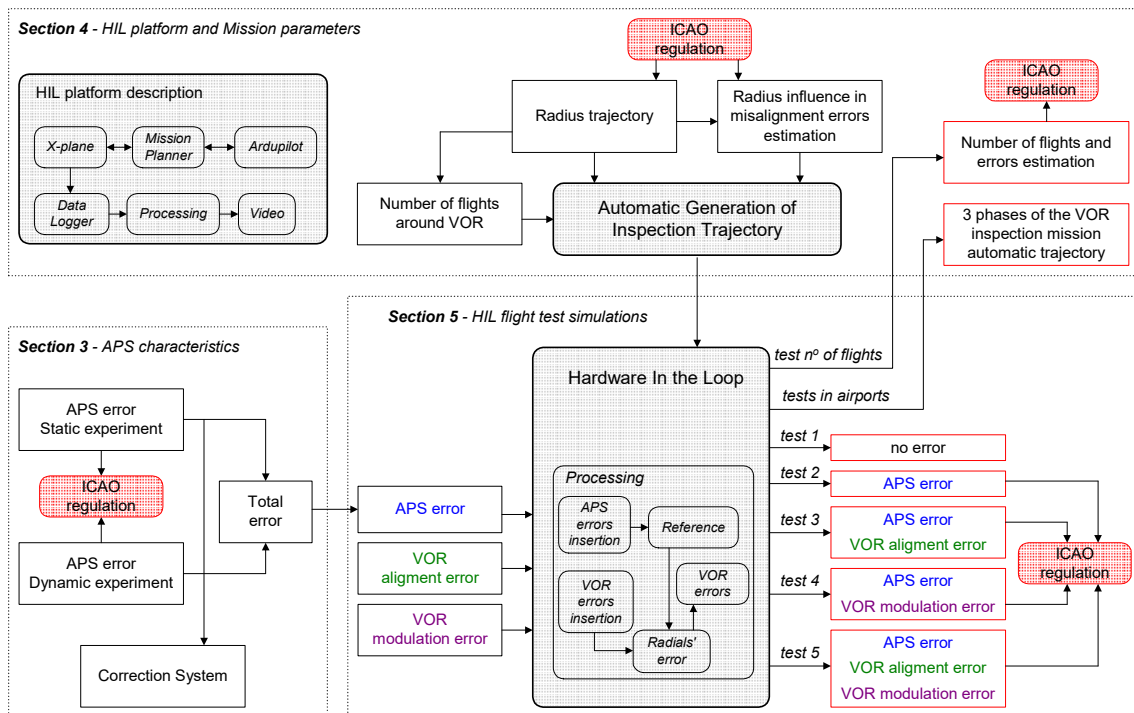 Section 4 - HIL platform and Mission parameters
HIL platform description
X-plane
Mission
Planner
Ardupilot
Data
Logger
Processing
Video
ICAO
regulation
Radius trajectory
Radius influence in
misalignment errors
estimation
Number of flights
around VOR
Automatic Generation of
Inspection Trajectory
ICAO
regulation
Number of flights and
errors estimation
3 phases of the VOR
inspection mission
automatic trajectory
Section 3 - APS characteristics
APS error
Static experiment
ICAO
regulation
APS error
Dynamic experiment
Total
error
Correction System
Section 5 - HIL flight test simulations
APS error
VOR
aligment error
VOR
modulation error
Hardware In the Loop
Processing
APS
errors
insertion
Reference
VOR
errors
insertion
VOR
errors
Radials'
error
test nº of flights
tests in airports
test 1
no error
test 2
APS error
test 3
APS error
VOR aligment error
test 4
APS error
VOR modulation error
test 5
APS error
VOR aligment error
VOR modulation error
ICAO
regulation